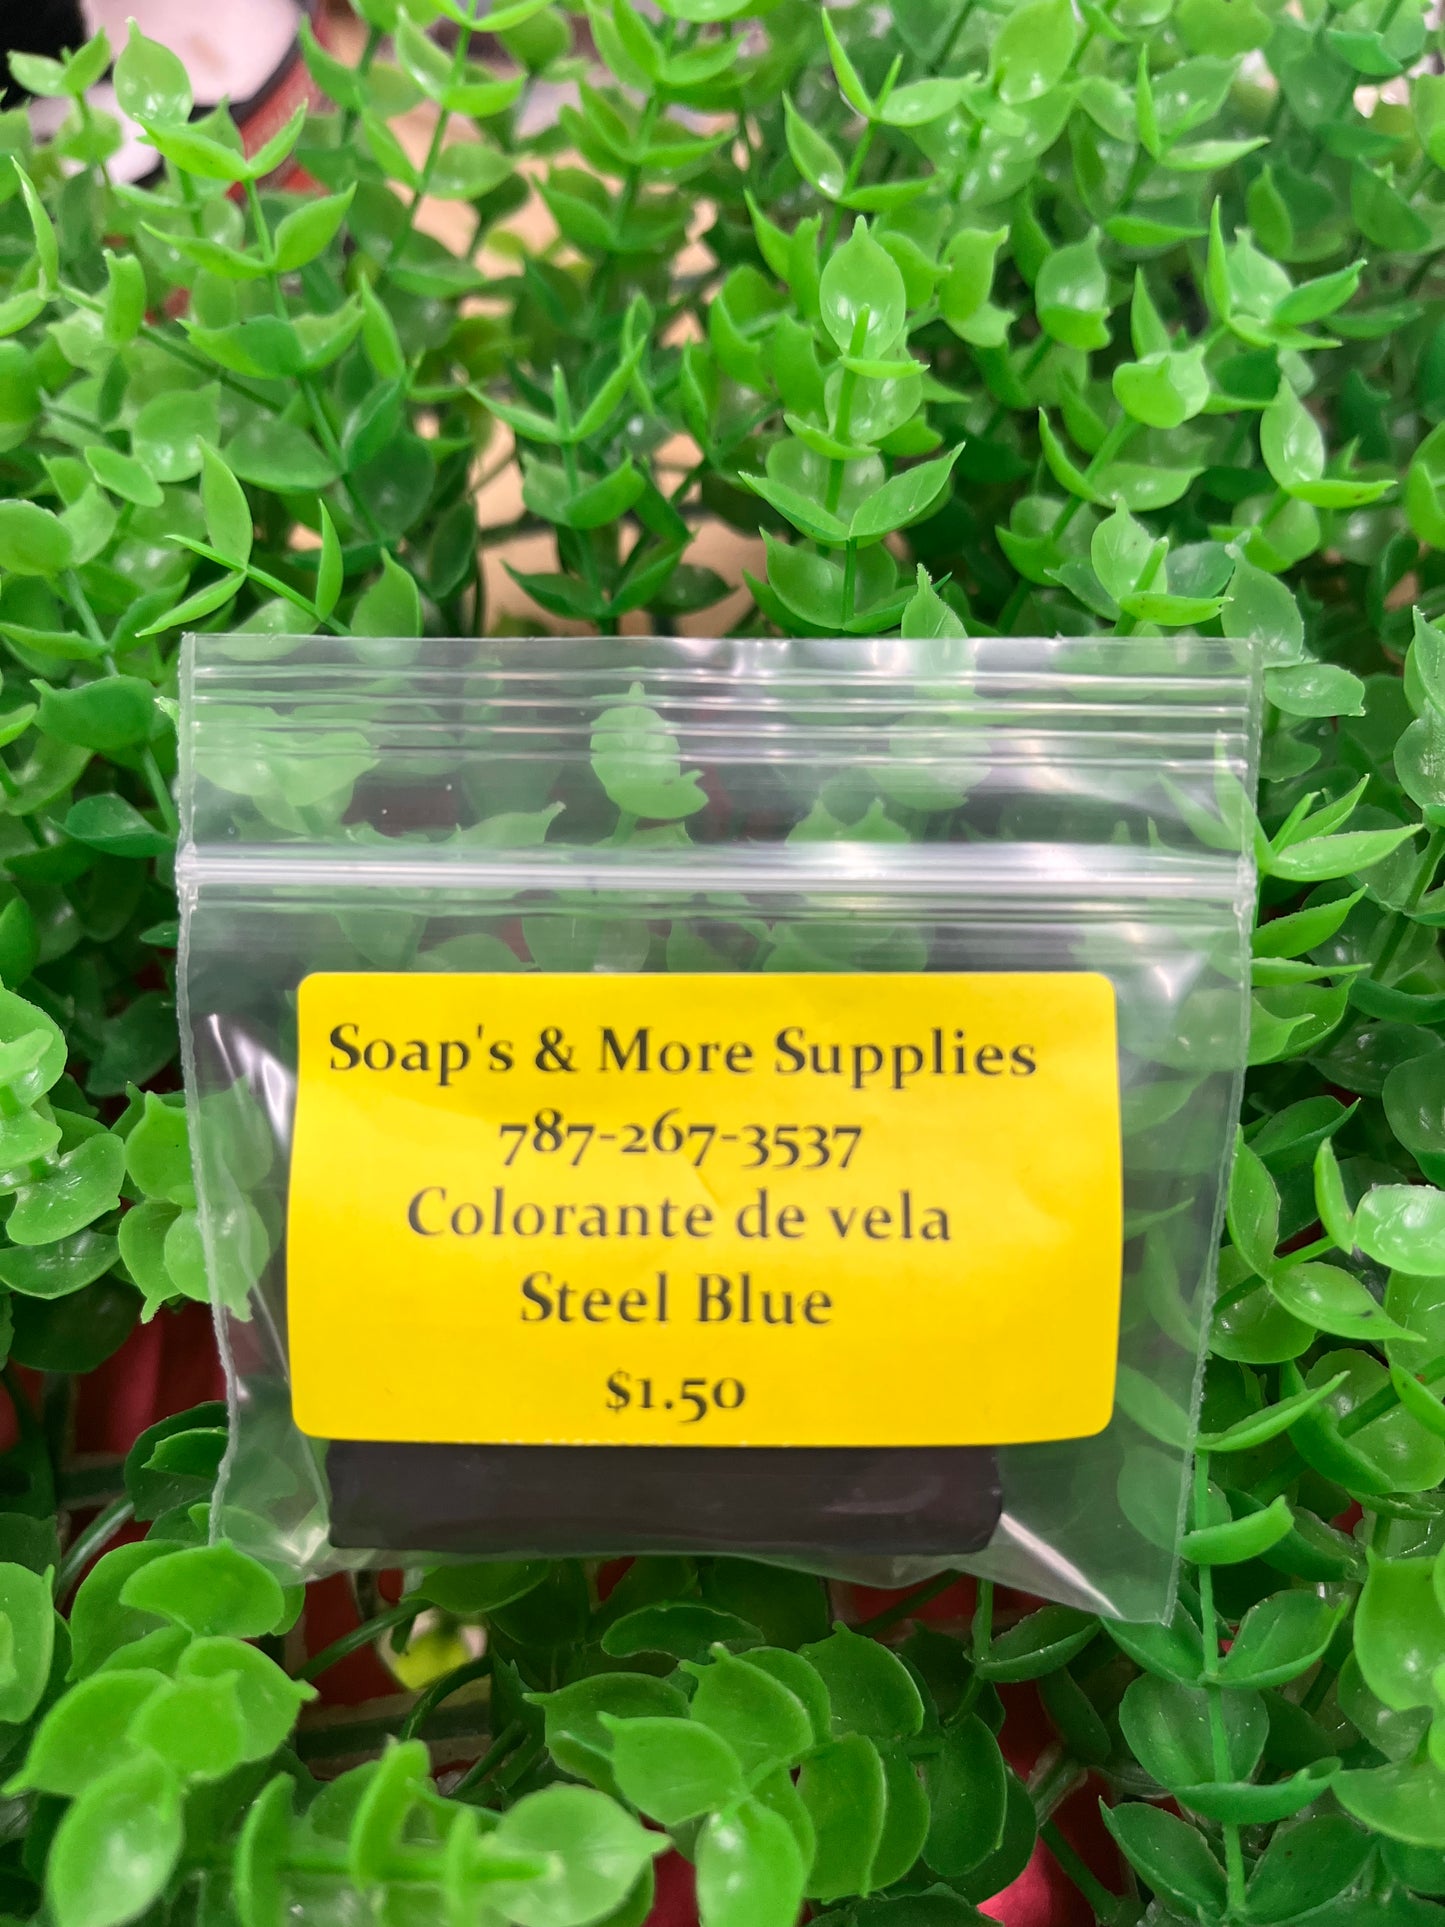 Soap's & More Supplies
787-267-3537
Colorante de vela
Steel Blue
$1.50